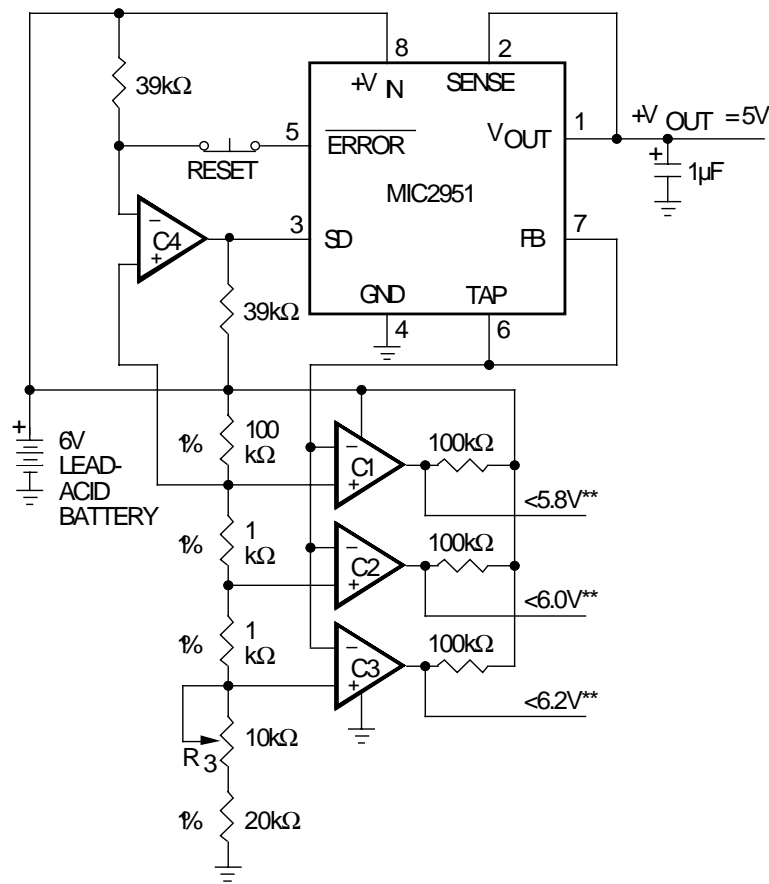 8
2
39kΩ
+V IN
SENSE
5
ERROR
RESET
V OUT
1
+V OUT = 5V
+
1µF
MIC2951
7
−
C4
+
3
SD
FB
39kΩ
GND
TAP
4
6
+
6V
LEAD-
ACID
BATTERY
1%
100
kΩ
−
C1
+
100kΩ
<5.8V**
1%
1
kΩ
−
C2
+
100kΩ
<6.0V**
1%
1
kΩ
−
C3
+
100kΩ
<6.2V**
R3
10kΩ
1%
20kΩ